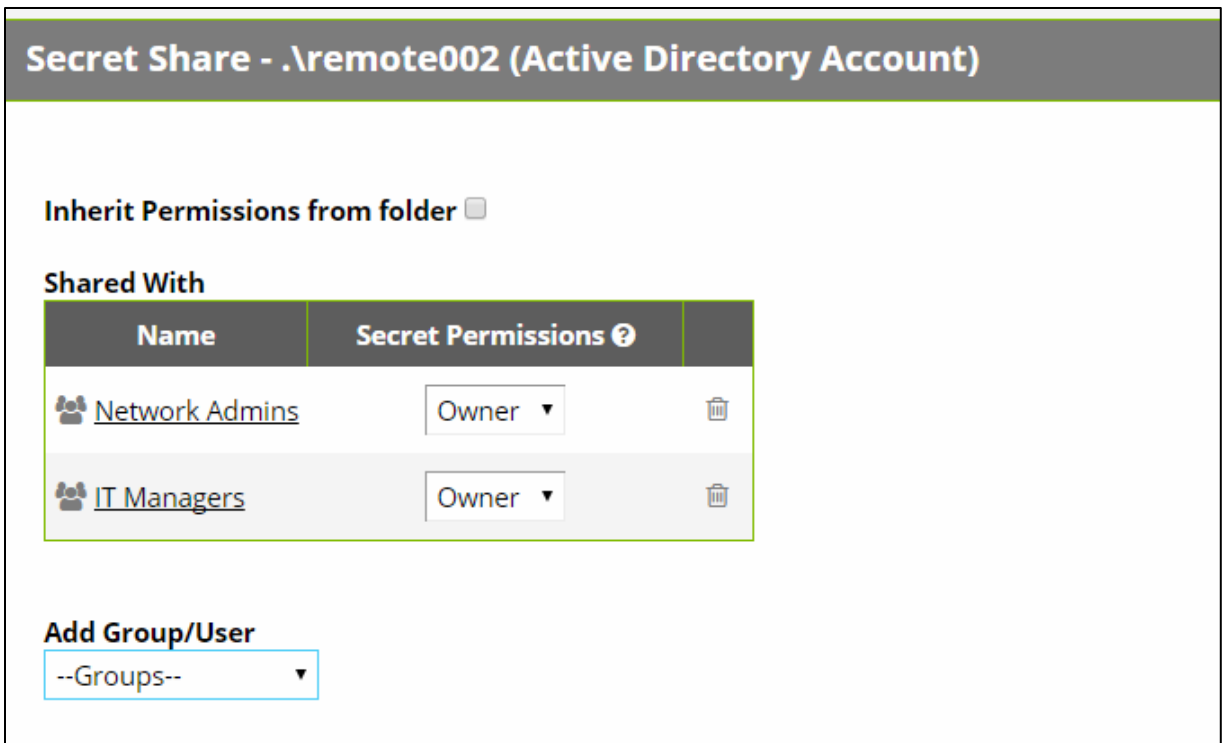 Secret Share - .\remote002 (Active Directory Account)
Inherit Permissions from folder
Shared With
Name Secret Permissions ?
Network Admins Owner
IT Managers Owner
Add Group/User
--Groups--